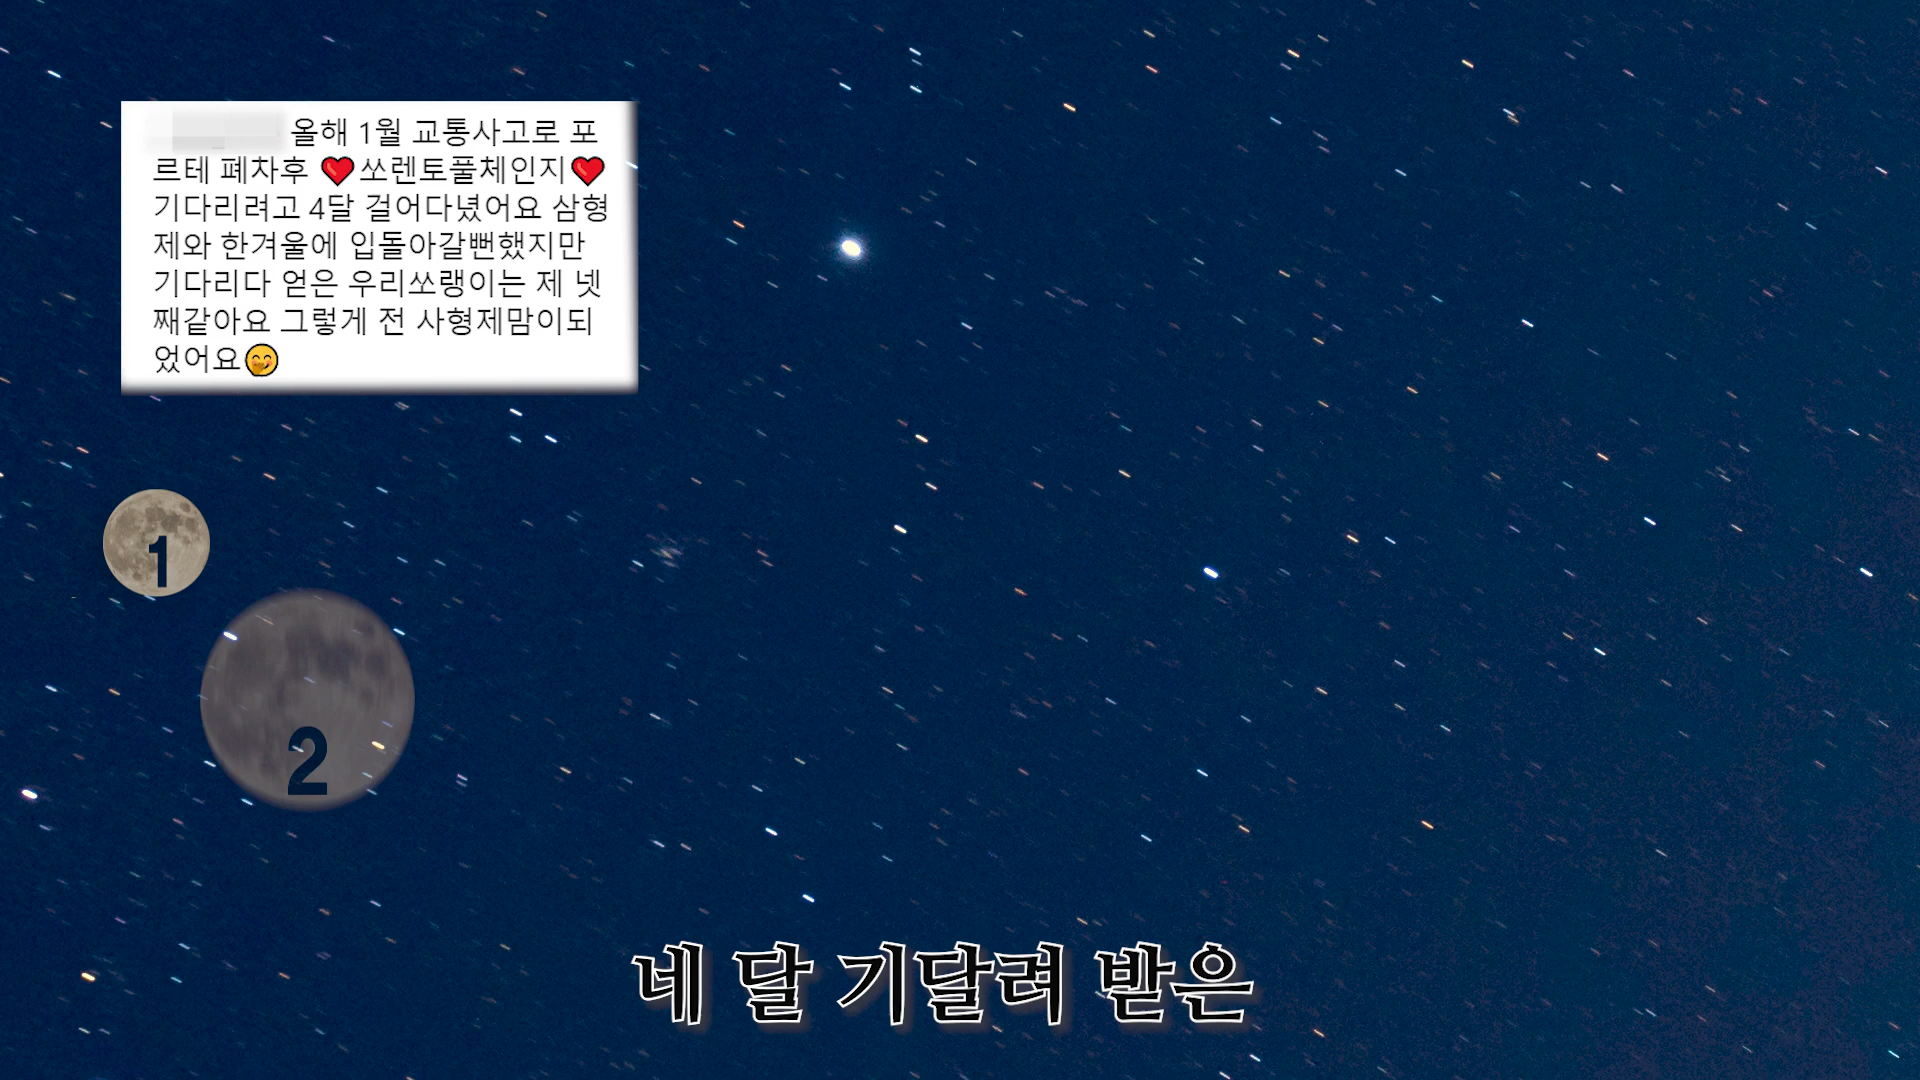 올해 1월 교통사고로 포
르테 폐차후 ❤️쏘렌토풀체인지❤️
기다리려고 4달 걸어다녔어요 삼형
제와 한겨울에 입돌아갈뻔했지만
기다리다 얻은 우리쏘랭이는 제 넷
째같아요 그렇게 전 사형제맘이되
었어요🤭
1
2
네 달 기달려 받은